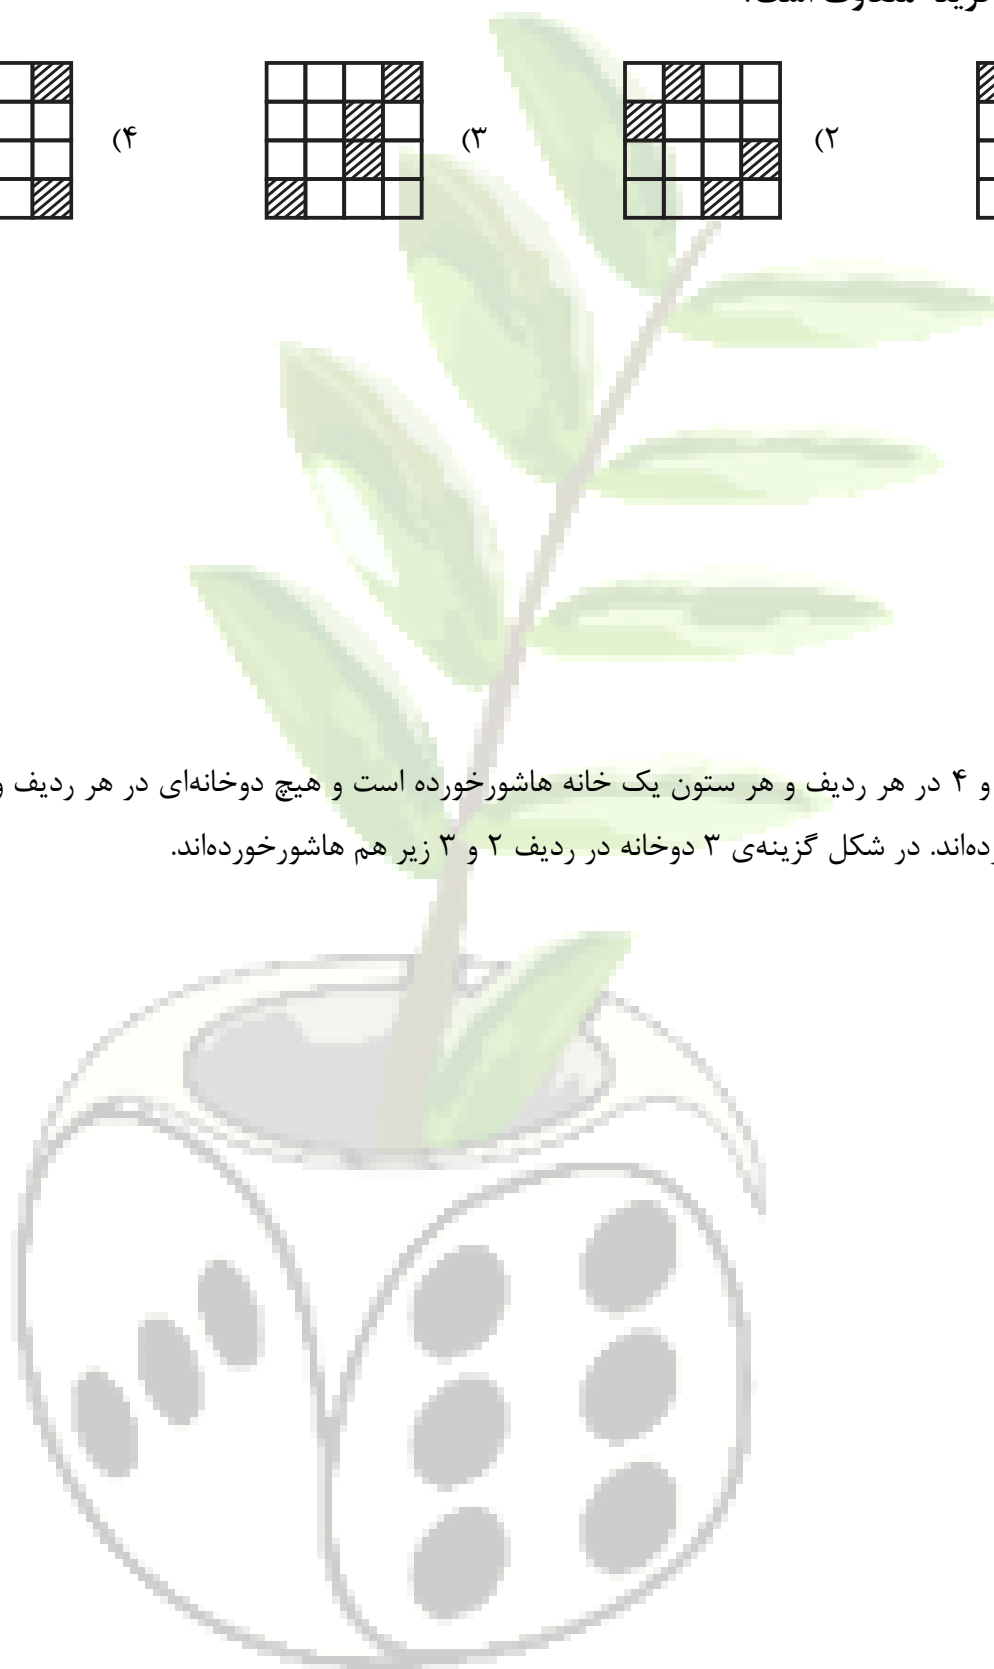 ۲) ۳) ۴)
و ۴ در هر ردیف و هر ستون یک خانه هاشورخورده است و هیچ دوخانه‌ای در هر ردیف و
رده‌اند. در شکل گزینه‌ی ۳ دوخانه در ردیف ۲ و ۳ زیر هم هاشورخورده‌اند.